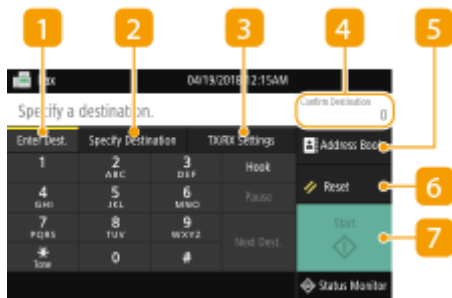 1 2 3 4 5
Fax 04/19/2018 12:15AM
Specify a destination.
Confirm Destination
0
Enter Dest. Specify Destination TX/RX Settings
Address Book
1 2 ABC 3 DEF Hook
4 GHI 5 JKL 6 MNO Pause
Reset 6
7 PQRS 8 TUV 9 WXYZ Next Dest.
Start 7
* Tone 0 #
Status Monitor